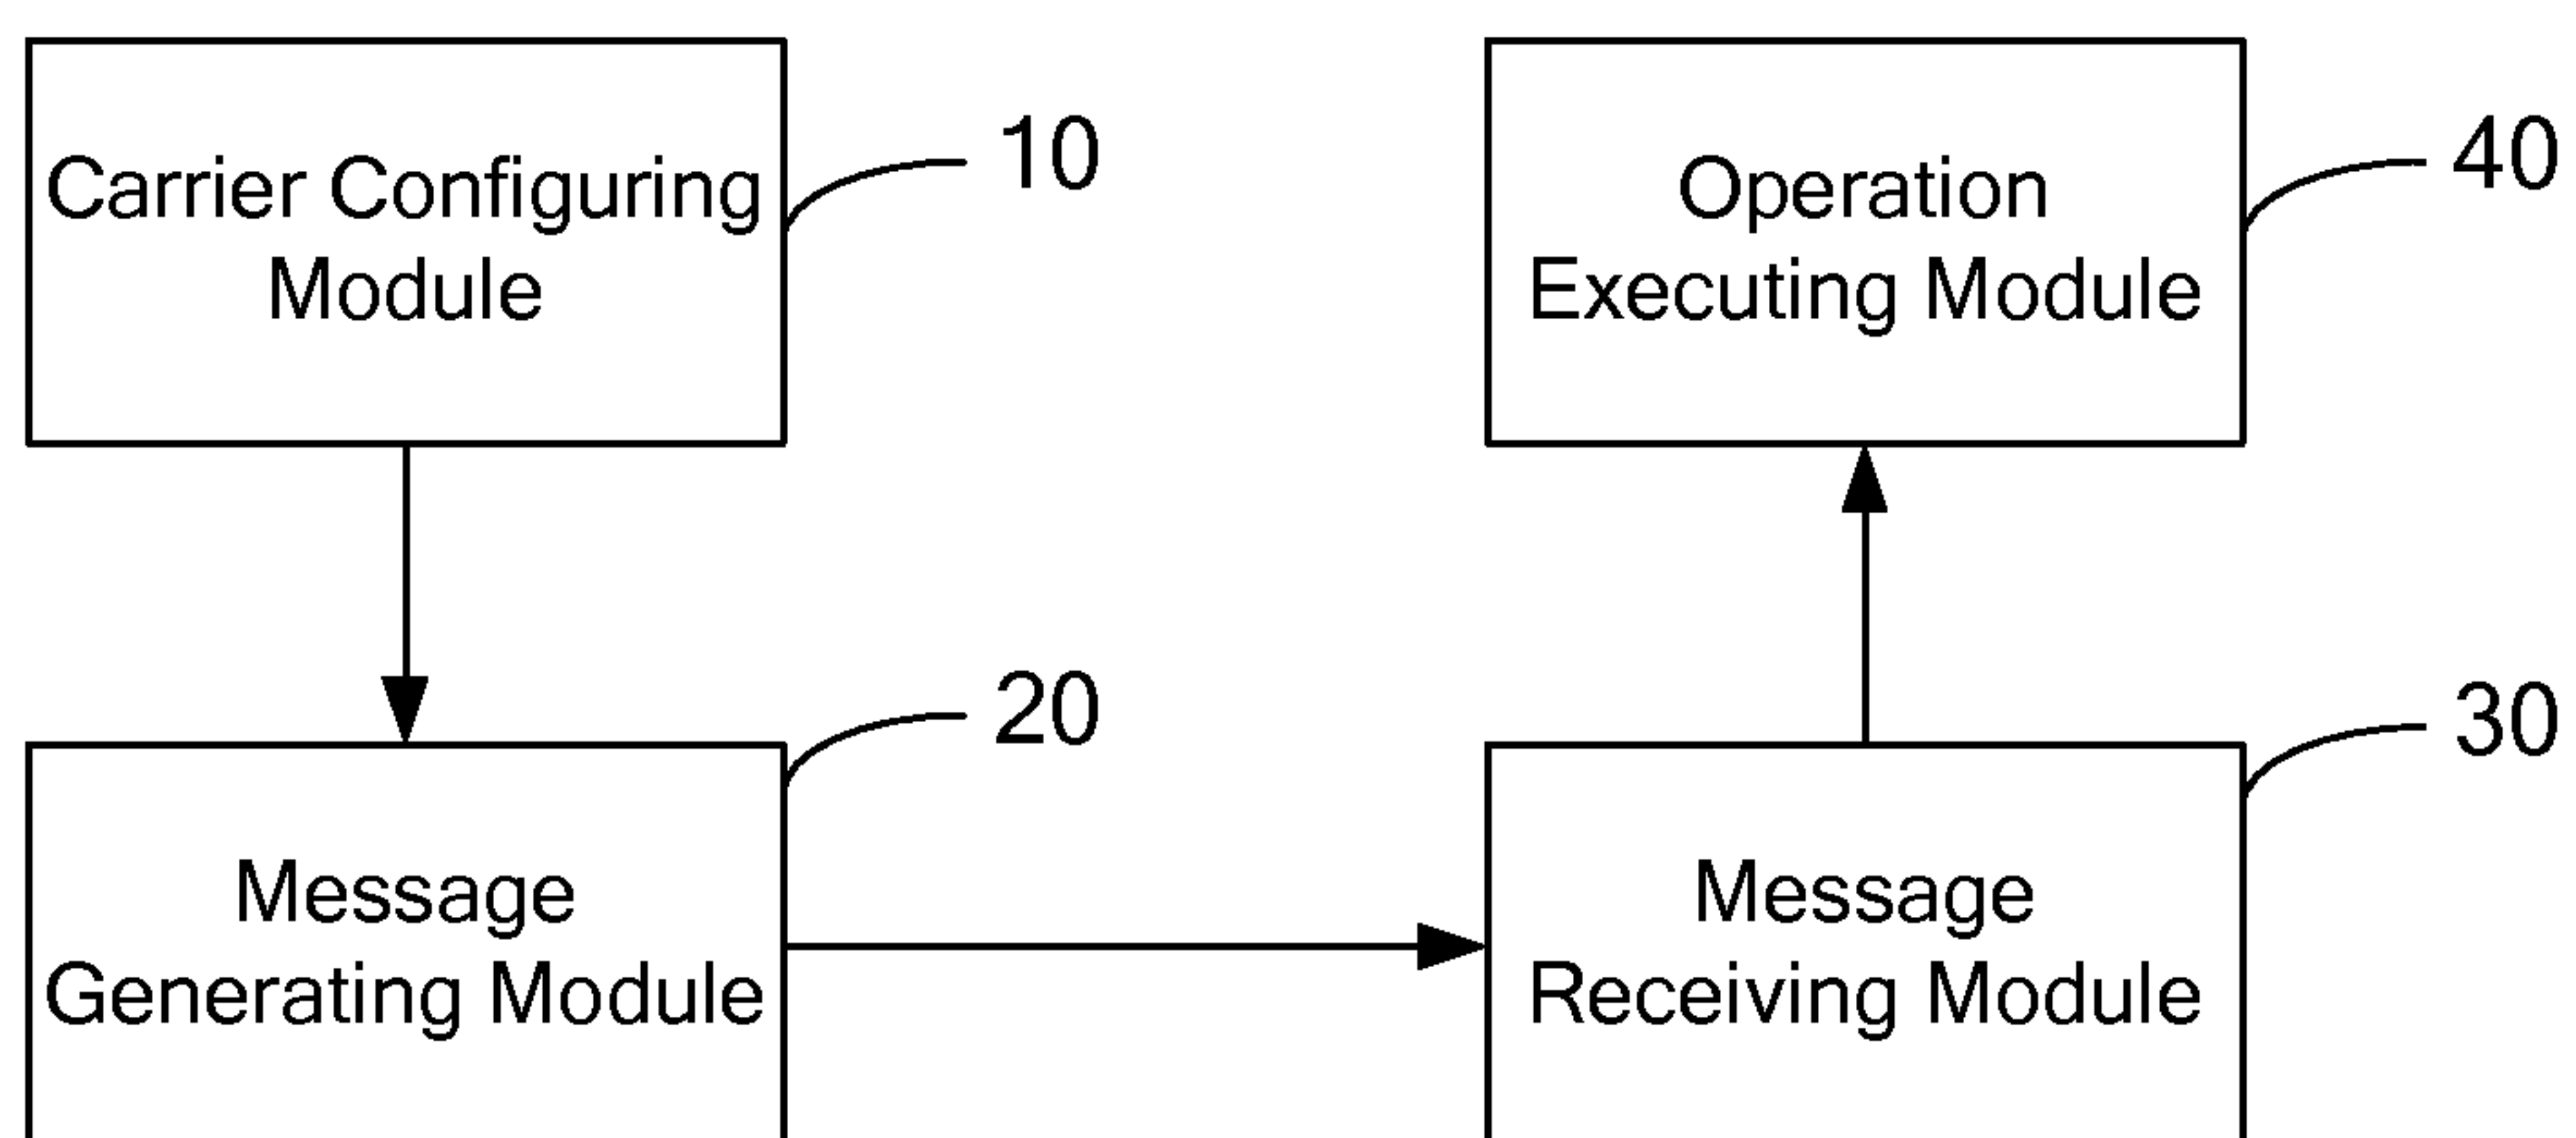 Carrier Configuring
Module
10
Operation
Executing Module
40
Message
Generating Module
20
Message
Receiving Module
30